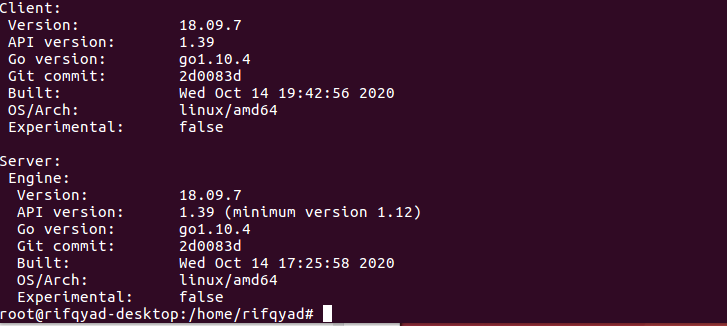 Client:
Version: 18.09.7
API version: 1.39
Go version: go1.10.4
Git commit: 2d0083d
Built: Wed Oct 14 19:42:56 2020
OS/Arch: linux/amd64
Experimental: false
Server:
Engine:
Version: 18.09.7
API version: 1.39 (minimum version 1.12)
Go version: go1.10.4
Git commit: 2d0083d
Built: Wed Oct 14 17:25:58 2020
OS/Arch: linux/amd64
Experimental: false
root@rifqyad-desktop:/home/rifqyad#